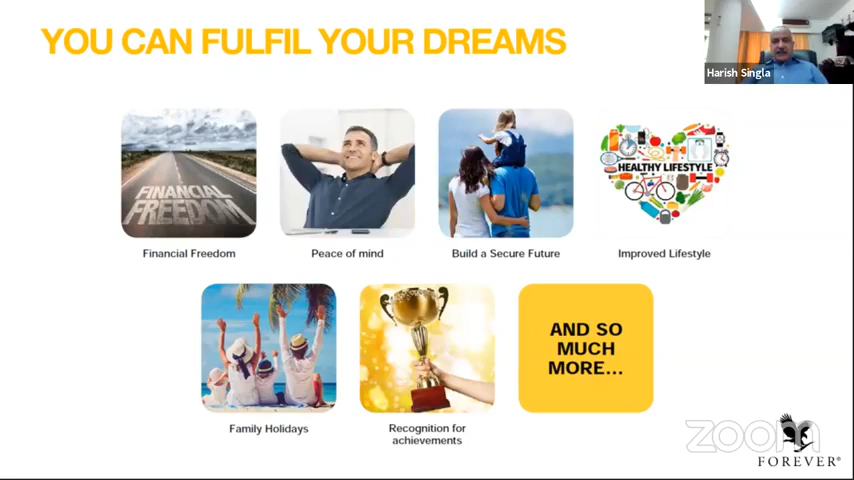 YOU CAN FULFIL YOUR DREAMS
Harish Singla
FINANCIAL
FREEDOM
HEALTHY LIFESTYLE
Financial Freedom
Peace of mind
Build a Secure Future
Improved Lifestyle
AND SO
MUCH
MORE...
Family Holidays
Recognition for
achievements
zoom
FOREVER®